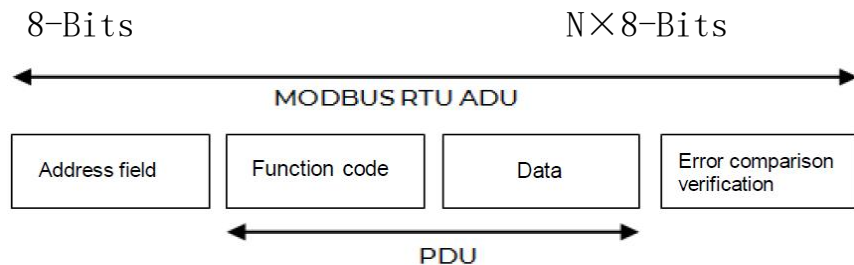 8-Bits N×8-Bits
MODBUS RTU ADU
Address field
Function code
Data
Error comparison
verification
PDU